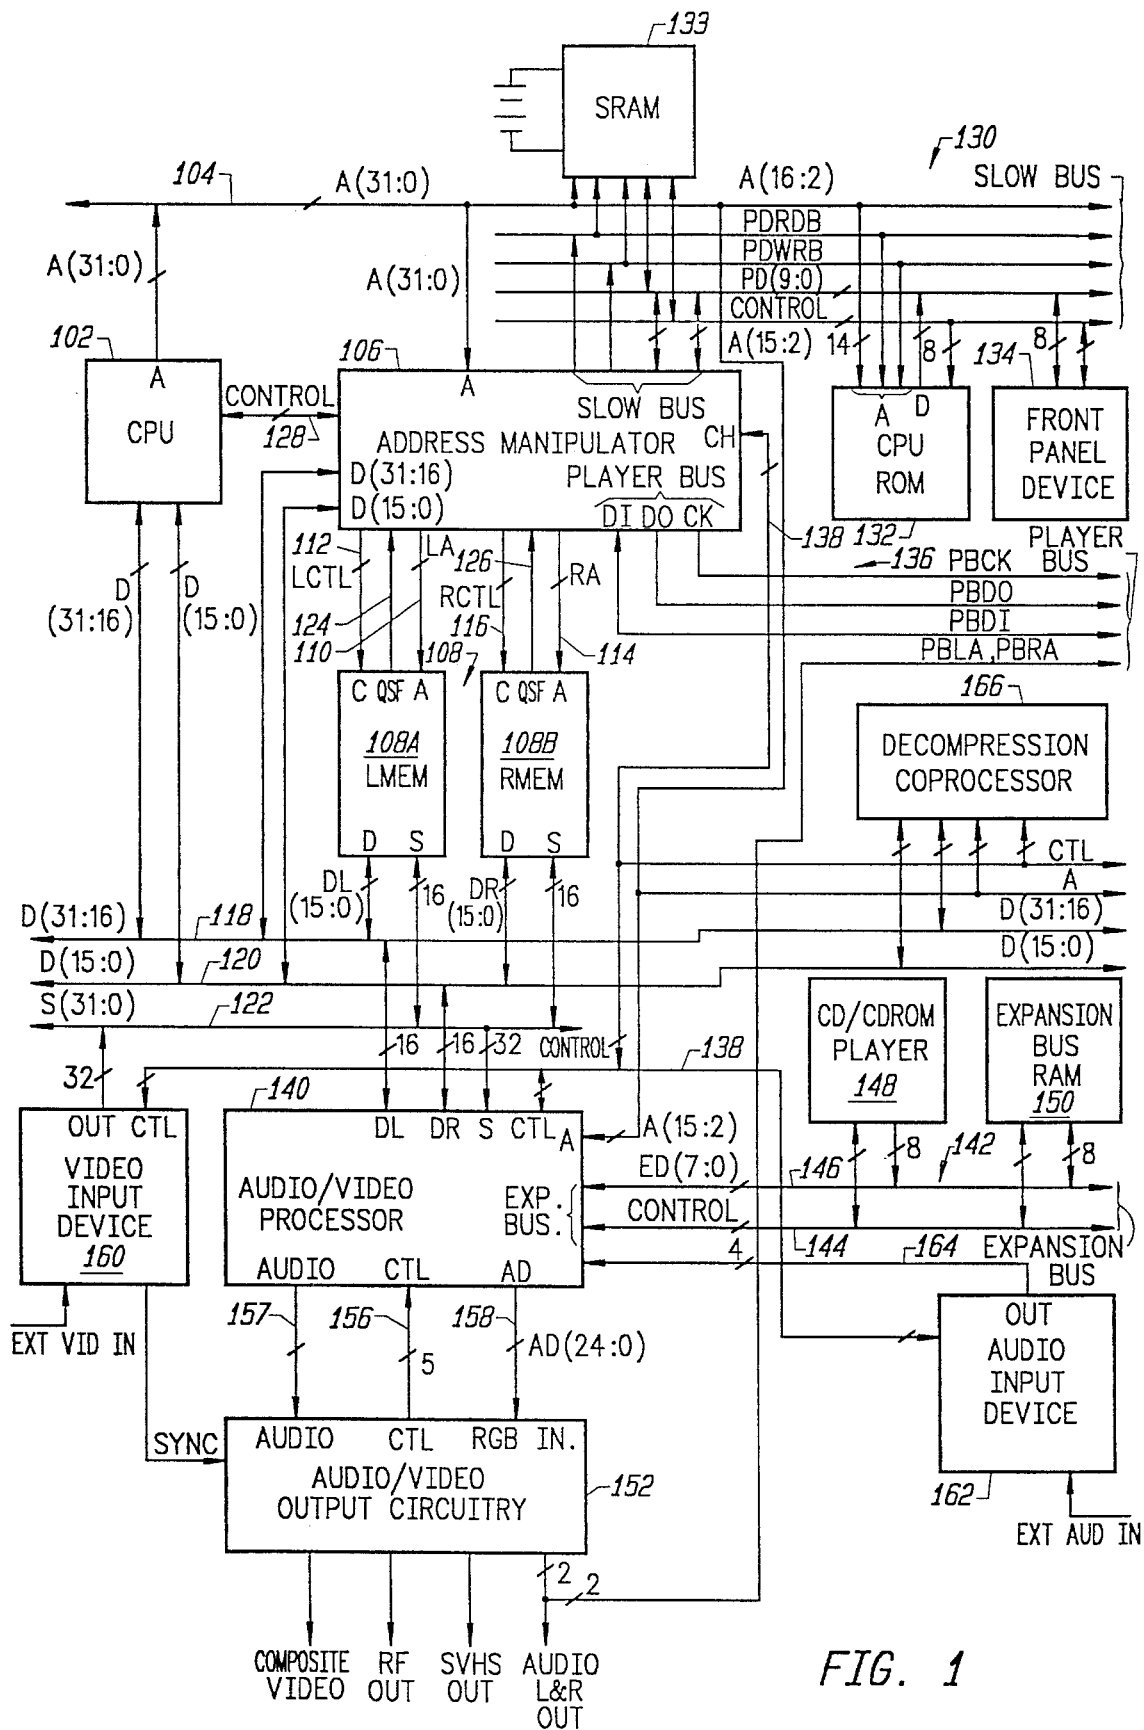 133
SRAM
130
SLOW BUS
104
A(31:0)
A(16:2)
PDRDB
PDWRB
PD(9:0)
CONTROL
A(31:0)
A(31:0)
A(15:2)
14
8
8
102
106
134
A
CPU
CONTROL
128
A
SLOW BUS
ADDRESS MANIPULATOR
CH
D(31:16)
PLAYER BUS
D(15:0)
DI DO CK
A
D
CPU
ROM
132
FRONT
PANEL
DEVICE
138
PLAYER
BUS
136
PBCK
PBDO
PBDI
PBLA,PBRA
112
LCTL
LA
126
RCTL
RA
124
110
116
108
114
D
(31:16)
D
(15:0)
C QSF A
108A
LMEM
D S
C QSF A
108B
RMEM
D S
166
DECOMPRESSION
COPROCESSOR
CTL
A
D(31:16)
D(15:0)
DL
(15:0)
16
DR
(15:0)
16
D(31:16)
118
D(15:0)
120
S(31:0)
122
32
16
16
32
CONTROL
138
CD/CDROM
PLAYER
148
EXPANSION
BUS
RAM
150
140
OUT CTL
VIDEO
INPUT
DEVICE
160
DL DR S CTL
A
A(15:2)
8
8
142
ED(7:0)
146
AUDIO/VIDEO
PROCESSOR
EXP.
BUS.
CONTROL
144
164
EXPANSION
BUS
4
AUDIO CTL AD
EXT VID IN
157
156
158
5
AD(24:0)
OUT
AUDIO
INPUT
DEVICE
162
EXT AUD IN
SYNC
AUDIO CTL RGB IN.
AUDIO/VIDEO
OUTPUT CIRCUITRY
152
2
2
COMPOSITE
VIDEO
RF
OUT
SVHS
OUT
AUDIO
L&R
OUT
FIG. 1